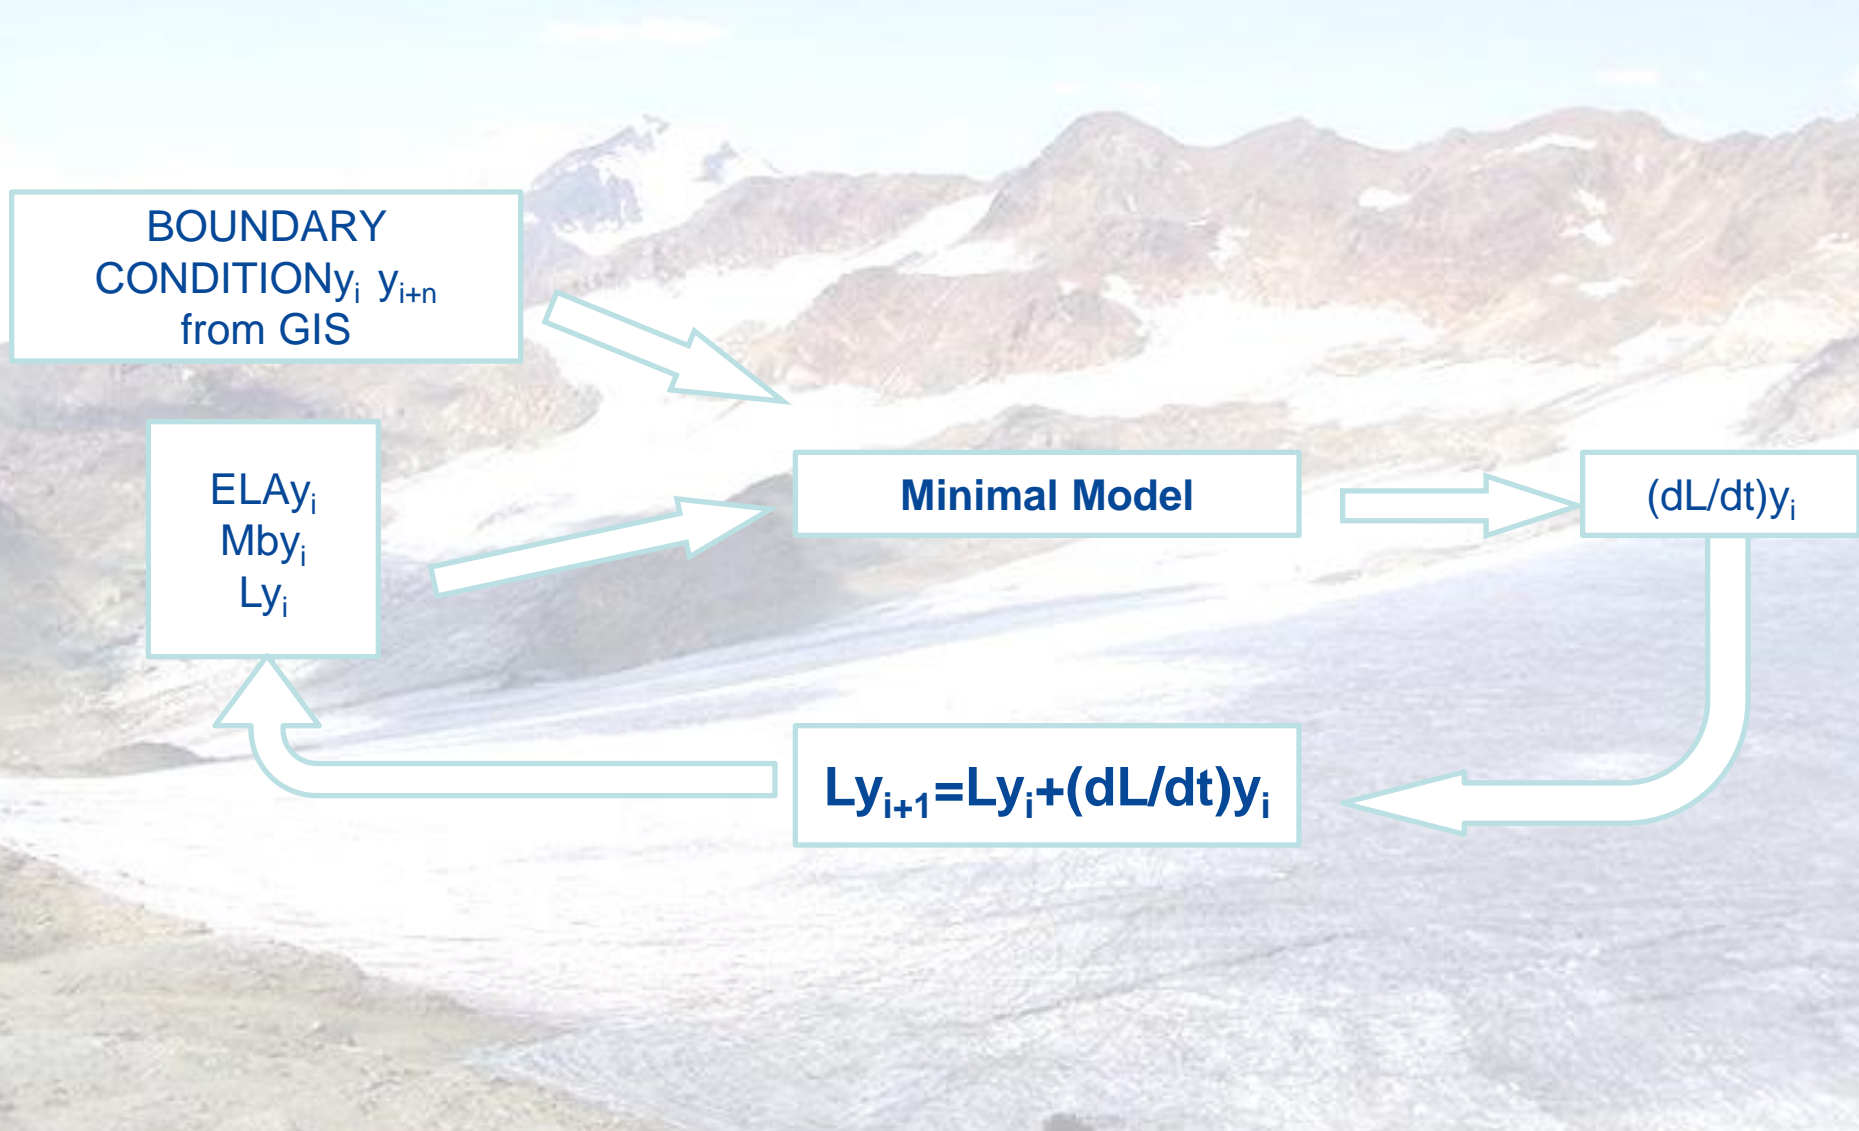 BOUNDARY
CONDITIONyᵢ yᵢ₊ₙ
from GIS
ELAyᵢ
Mbyᵢ
Lyᵢ
Minimal Model
(dL/dt)yᵢ
Lyᵢ₊₁=Lyᵢ+(dL/dt)yᵢ